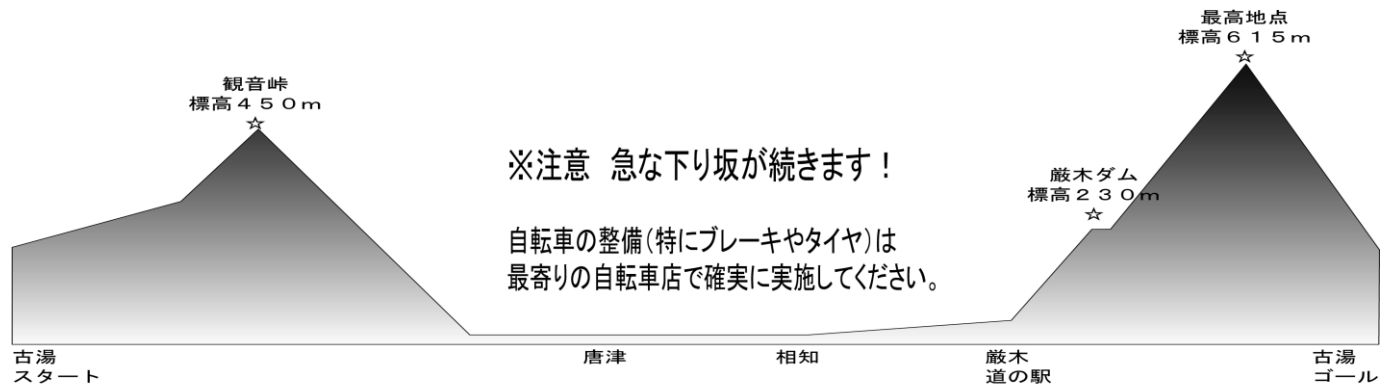 最高地点
標高６１５ｍ
☆
観音峠
標高４５０ｍ
☆
※注意 急な下り坂が続きます！
厳木ダム
標高２３０ｍ
☆
自転車の整備（特にブレーキやタイヤ）は
最寄りの自転車店で確実に実施してください。
古湯
スタート
唐津
相知
厳木
道の駅
古湯
ゴール